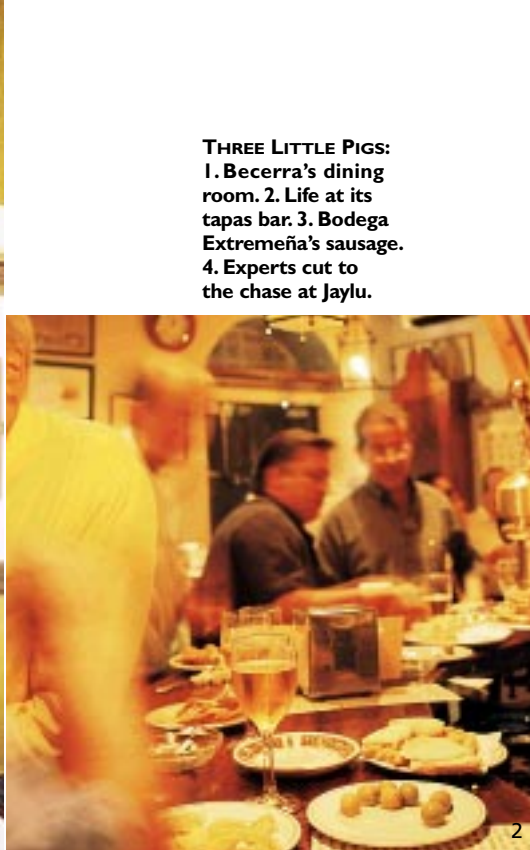 THREE LITTLE PIGS:
1. Becerra's dining
room. 2. Life at its
tapas bar. 3. Bodega
Extremeña's sausage.
4. Experts cut to
the chase at Jaylu.
2